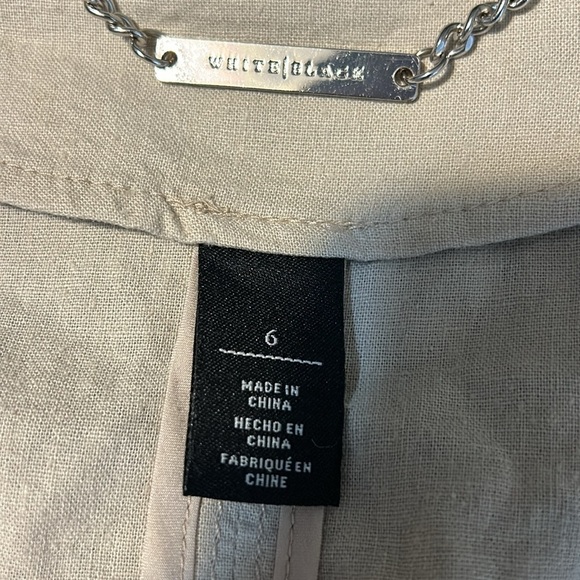 WHITE|BLACK
6
MADE IN
CHINA
HECHO EN
CHINA
FABRIQUÉ EN
CHINE